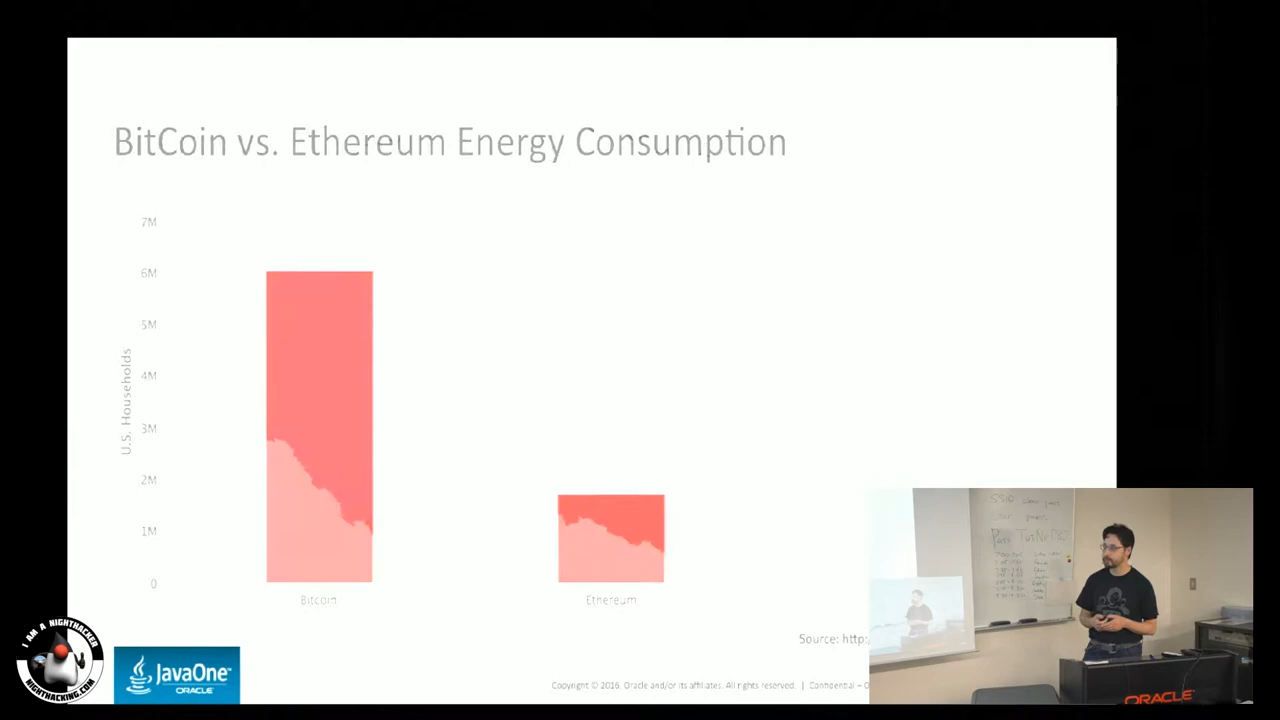 BitCoin vs. Ethereum Energy Consumption
7M
6M
5M
4M
3M
2M
1M
0
U.S. Households
Bitcoin
Ethereum
Source: http:
Copyright © 2016, Oracle and/or its affiliates. All rights reserved. | Confidential – O
I AM A NIGHTHACKER
NIGHTHACKING.COM
JavaOne™
ORACLE
ORACLE